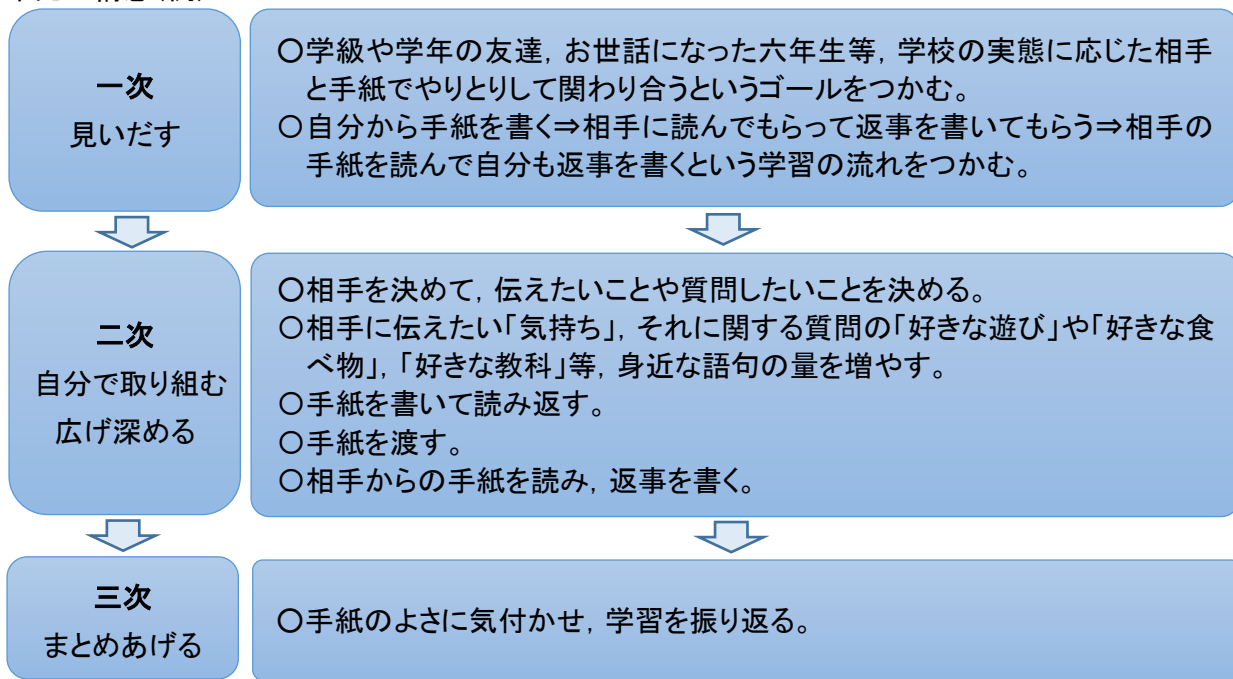 一次
見いだす
〇学級や学年の友達，お世話になった六年生等，学校の実態に応じた相手
と手紙でやりとりして関わり合うというゴールをつかむ。
〇自分から手紙を書く⇒相手に読んでもらって返事を書いてもらう⇒相手の
手紙を読んで自分も返事を書くという学習の流れをつかむ。
二次
自分で取り組む
広げ深める
〇相手を決めて，伝えたいことや質問したいことを決める。
〇相手に伝えたい「気持ち」，それに関する質問の「好きな遊び」や「好きな食
べ物」，「好きな教科」等，身近な語句の量を増やす。
〇手紙を書いて読み返す。
〇手紙を渡す。
〇相手からの手紙を読み，返事を書く。
三次
まとめあげる
〇手紙のよさに気付かせ，学習を振り返る。